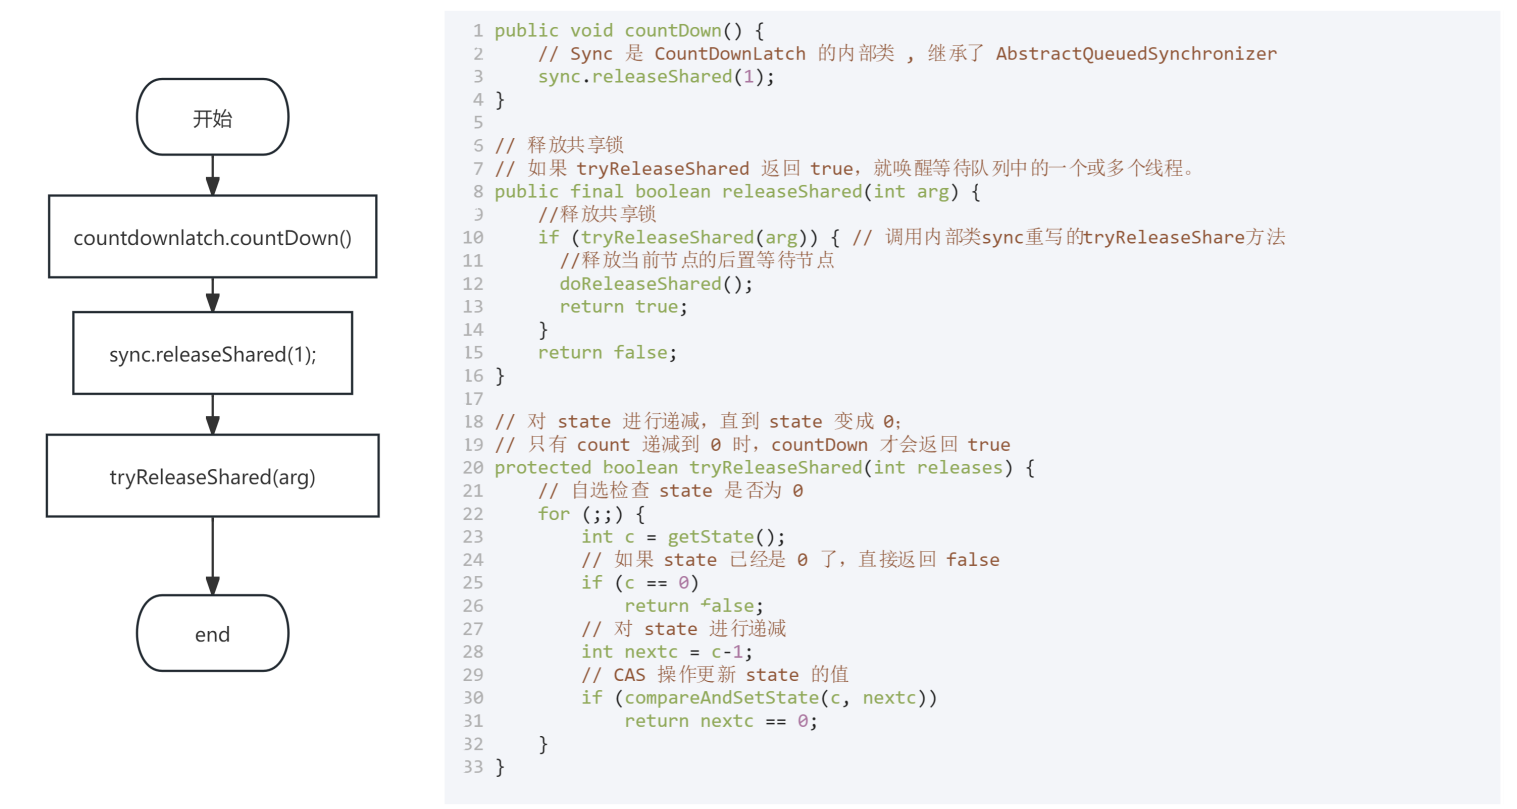 开始
countdownlatch.countDown()
sync.releaseShared(1);
tryReleaseShared(arg)
end
1 public void countDown() {
2 // Sync 是 CountDownLatch 的内部类 , 继承了 AbstractQueuedSynchronizer
3 sync.releaseShared(1);
4 }
5
6 // 释放共享锁
7 // 如果 tryReleaseShared 返回 true，就唤醒等待队列中的一个或多个线程。
8 public final boolean releaseShared(int arg) {
9 //释放共享锁
10 if (tryReleaseShared(arg)) { // 调用内部类sync重写的tryReleaseShare方法
11 //释放当前节点的后置等待节点
12 doReleaseShared();
13 return true;
14 }
15 return false;
16 }
17
18 // 对 state 进行递减，直到 state 变成 0；
19 // 只有 count 递减到 0 时，countDown 才会返回 true
20 protected boolean tryReleaseShared(int releases) {
21 // 自选检查 state 是否为 0
22 for (;;) {
23 int c = getState();
24 // 如果 state 已经是 0 了，直接返回 false
25 if (c == 0)
26 return false;
27 // 对 state 进行递减
28 int nextc = c-1;
29 // CAS 操作更新 state 的值
30 if (compareAndSetState(c, nextc))
31 return nextc == 0;
32 }
33 }